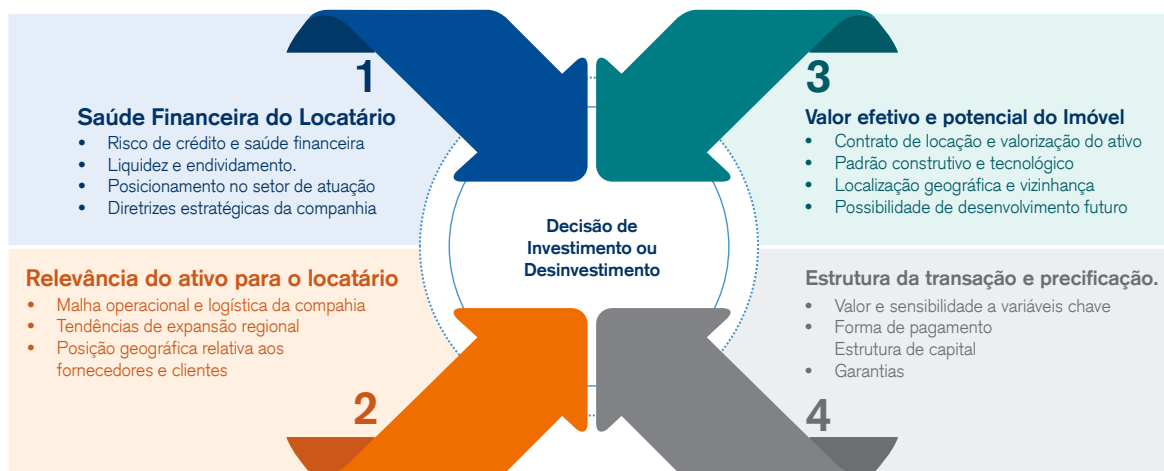 1
Saúde Financeira do Locatário
• Risco de crédito e saúde financeira
• Liquidez e endividamento.
• Posicionamento no setor de atuação
• Diretrizes estratégicas da companhia
Relevância do ativo para o locatário
• Malha operacional e logística da compahia
• Tendências de expansão regional
• Posição geográfica relativa aos
fornecedores e clientes
2
Decisão de
Investimento ou
Desinvestimento
3
Valor efetivo e potencial do Imóvel
• Contrato de locação e valorização do ativo
• Padrão construtivo e tecnológico
• Localização geográfica e vizinhança
• Possibilidade de desenvolvimento futuro
Estrutura da transação e precificação.
• Valor e sensibilidade a variáveis chave
• Forma de pagamento
Estrutura de capital
• Garantias
4